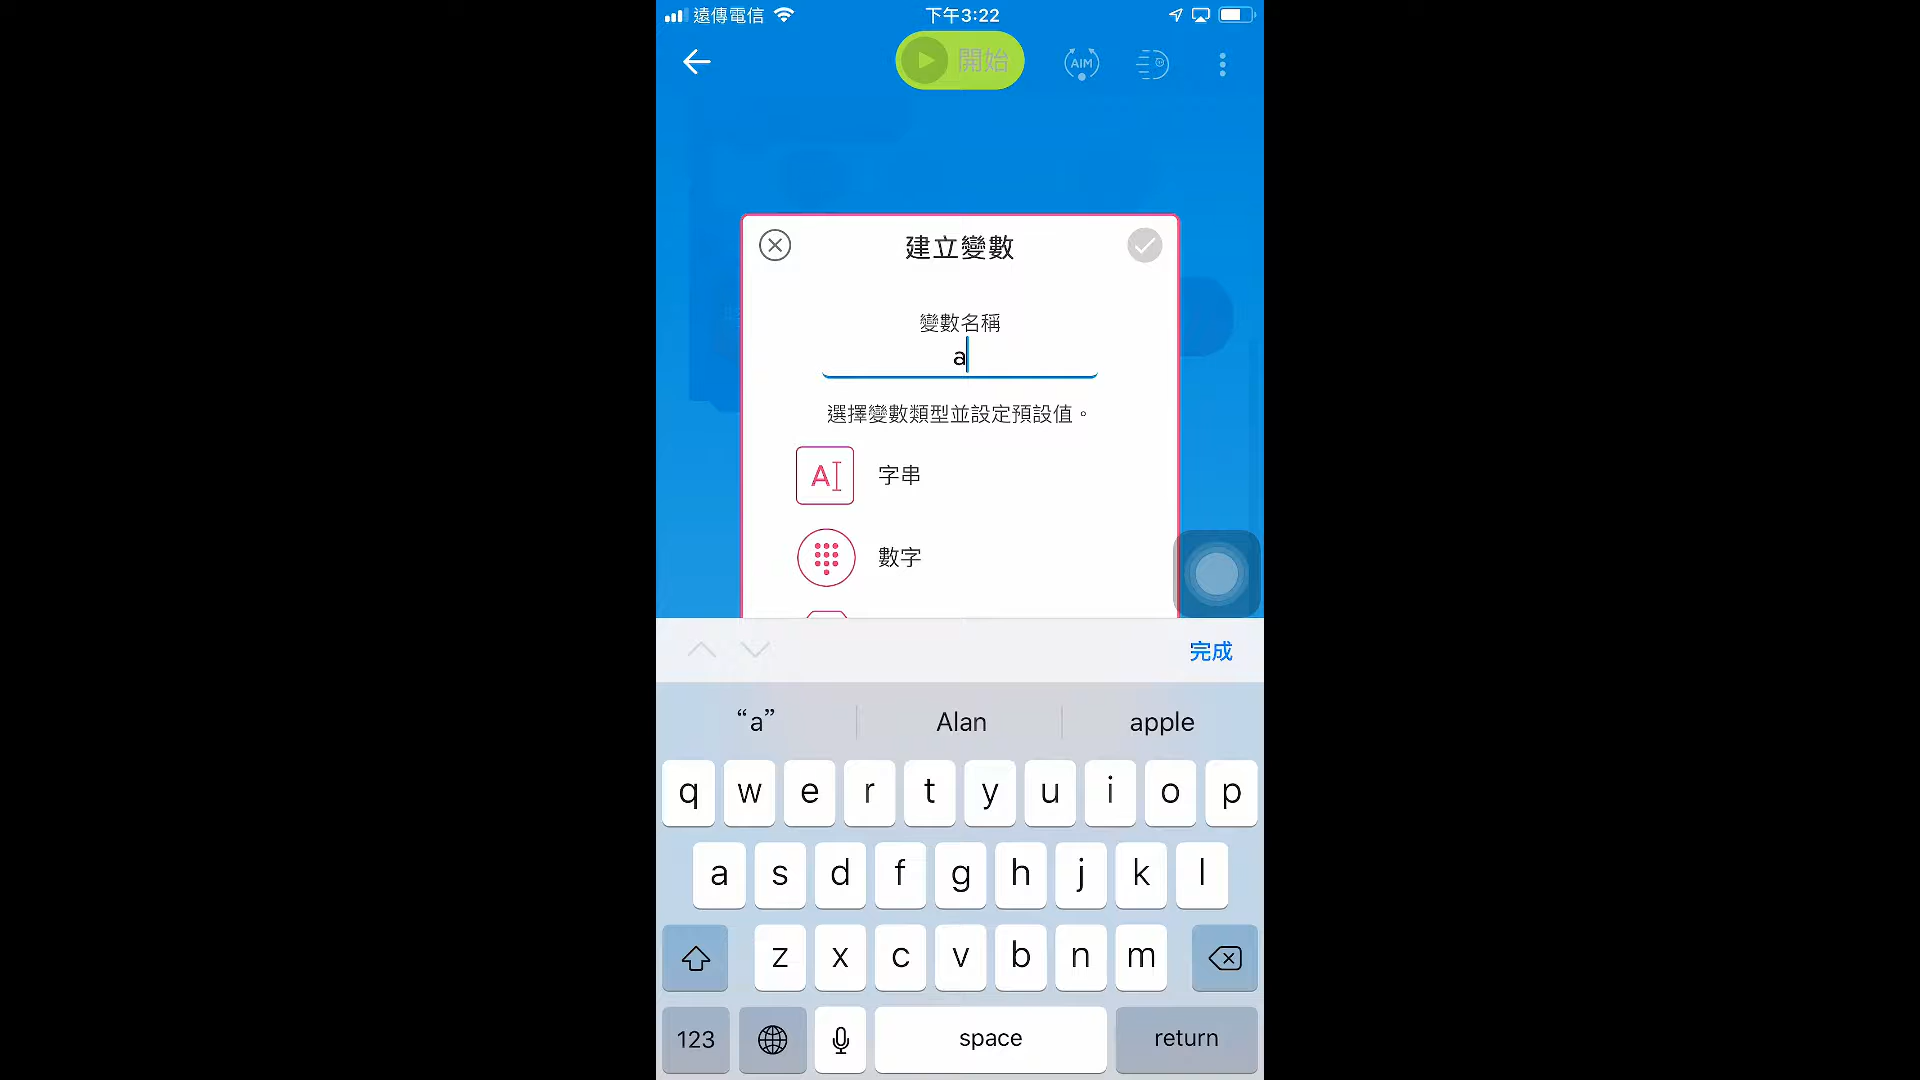 遠傳電信
下午3:22
開始
AIM
建立變數
變數名稱
a
選擇變數類型並設定預設值。
A 字串
數字
完成
“a” Alan apple
q w e r t y u i o p
a s d f g h j k l
z x c v b n m
123 space return